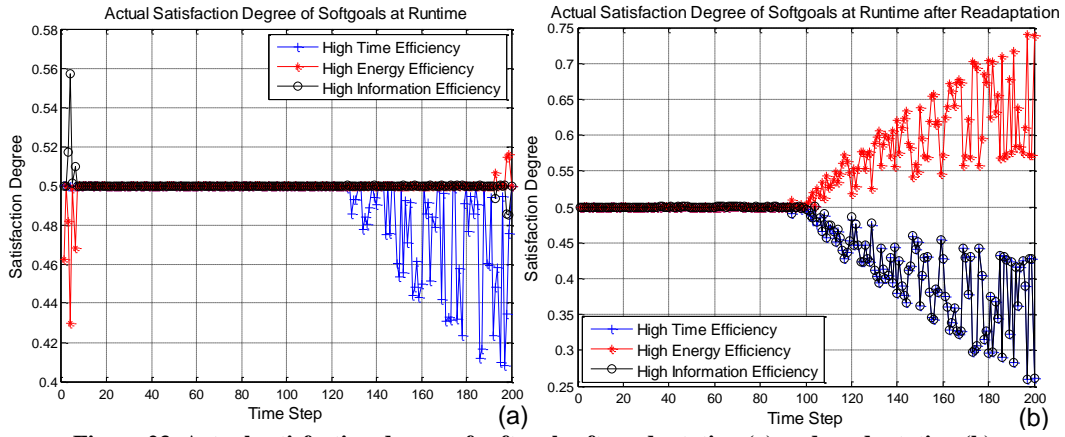 Actual Satisfaction Degree of Softgoals at Runtime
0.58
0.56
0.54
0.52
0.5
0.48
0.46
0.44
0.42
0.4
Satisfaction Degree
High Time Efficiency
High Energy Efficiency
High Information Efficiency
0 20 40 60 80 100 120 140 160 180 200
Time Step
(a)
Actual Satisfaction Degree of Softgoals at Runtime after Readaptation
0.75
0.7
0.65
0.6
0.55
0.5
0.45
0.4
0.35
0.3
0.25
Satisfaction Degree
High Time Efficiency
High Energy Efficiency
High Information Efficiency
0 20 40 60 80 100 120 140 160 180 200
Time Step
(b)